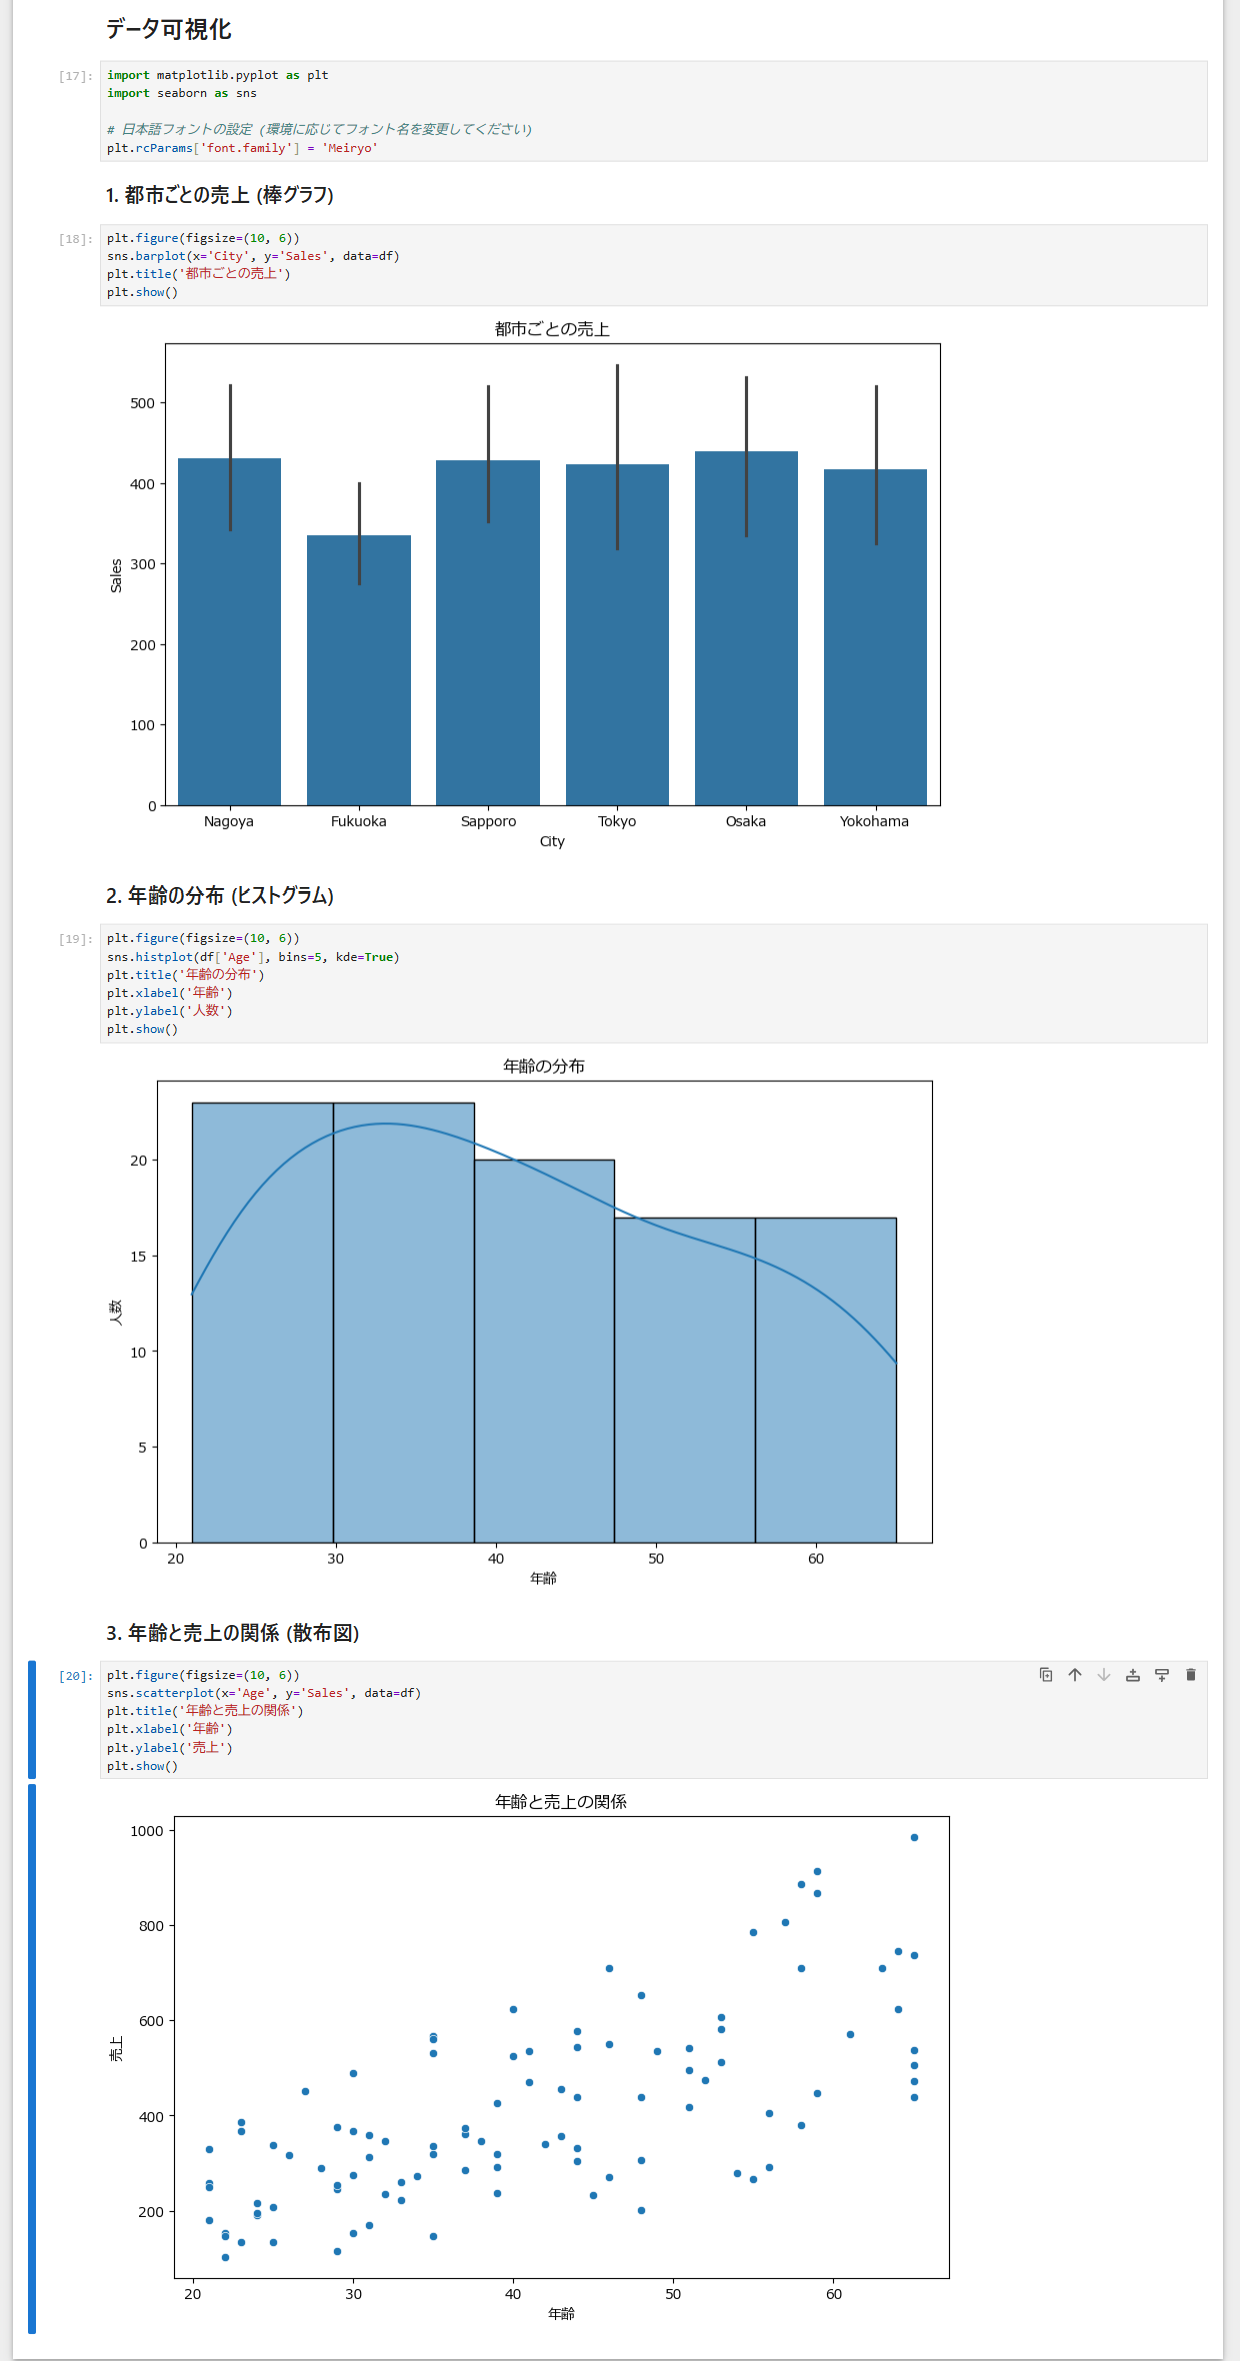 データ可視化
[17]:
import matplotlib.pyplot as plt
import seaborn as sns
# 日本語フォントの設定 (環境に応じてフォント名を変更してください)
plt.rcParams['font.family'] = 'Meiryo'
1. 都市ごとの売上 (棒グラフ)
[18]:
plt.figure(figsize=(10, 6))
sns.barplot(x='City', y='Sales', data=df)
plt.title('都市ごとの売上')
plt.show()
都市ごとの売上
500
400
300
200
100
0
Sales
Nagoya Fukuoka Sapporo Tokyo Osaka Yokohama
City
2. 年齢の分布 (ヒストグラム)
[19]:
plt.figure(figsize=(10, 6))
sns.histplot(df['Age'], bins=5, kde=True)
plt.title('年齢の分布')
plt.xlabel('年齢')
plt.ylabel('人数')
plt.show()
年齢の分布
20
15
10
5
0
人数
20 30 40 50 60
年齢
3. 年齢と売上の関係 (散布図)
[20]:
plt.figure(figsize=(10, 6))
sns.scatterplot(x='Age', y='Sales', data=df)
plt.title('年齢と売上の関係')
plt.xlabel('年齢')
plt.ylabel('売上')
plt.show()
年齢と売上の関係
1000
800
600
400
200
売上
20 30 40 50 60
年齢